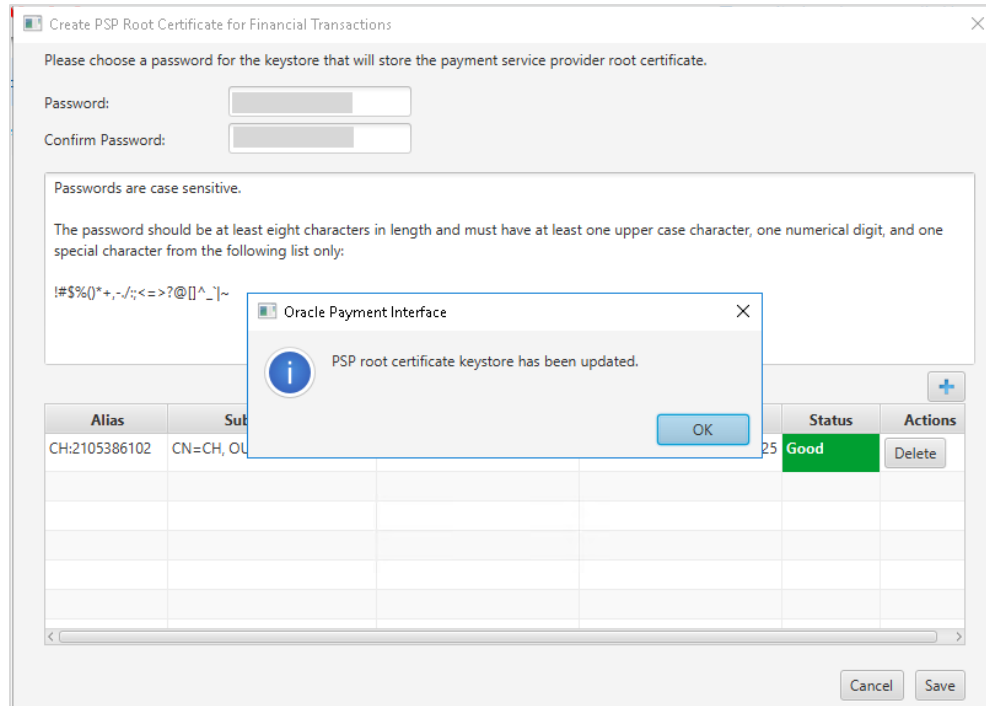 Create PSP Root Certificate for Financial Transactions
Please choose a password for the keystore that will store the payment service provider root certificate.
Password:
Confirm Password:
Passwords are case sensitive.
The password should be at least eight characters in length and must have at least one upper case character, one numerical digit, and one
special character from the following list only:
!#$%()*+,-./:;<=>?@[]^_`|~
Oracle Payment Interface
PSP root certificate keystore has been updated.
OK
Alias Status Actions
CH:2105386102 CN=CH, 25 Good Delete
Cancel Save